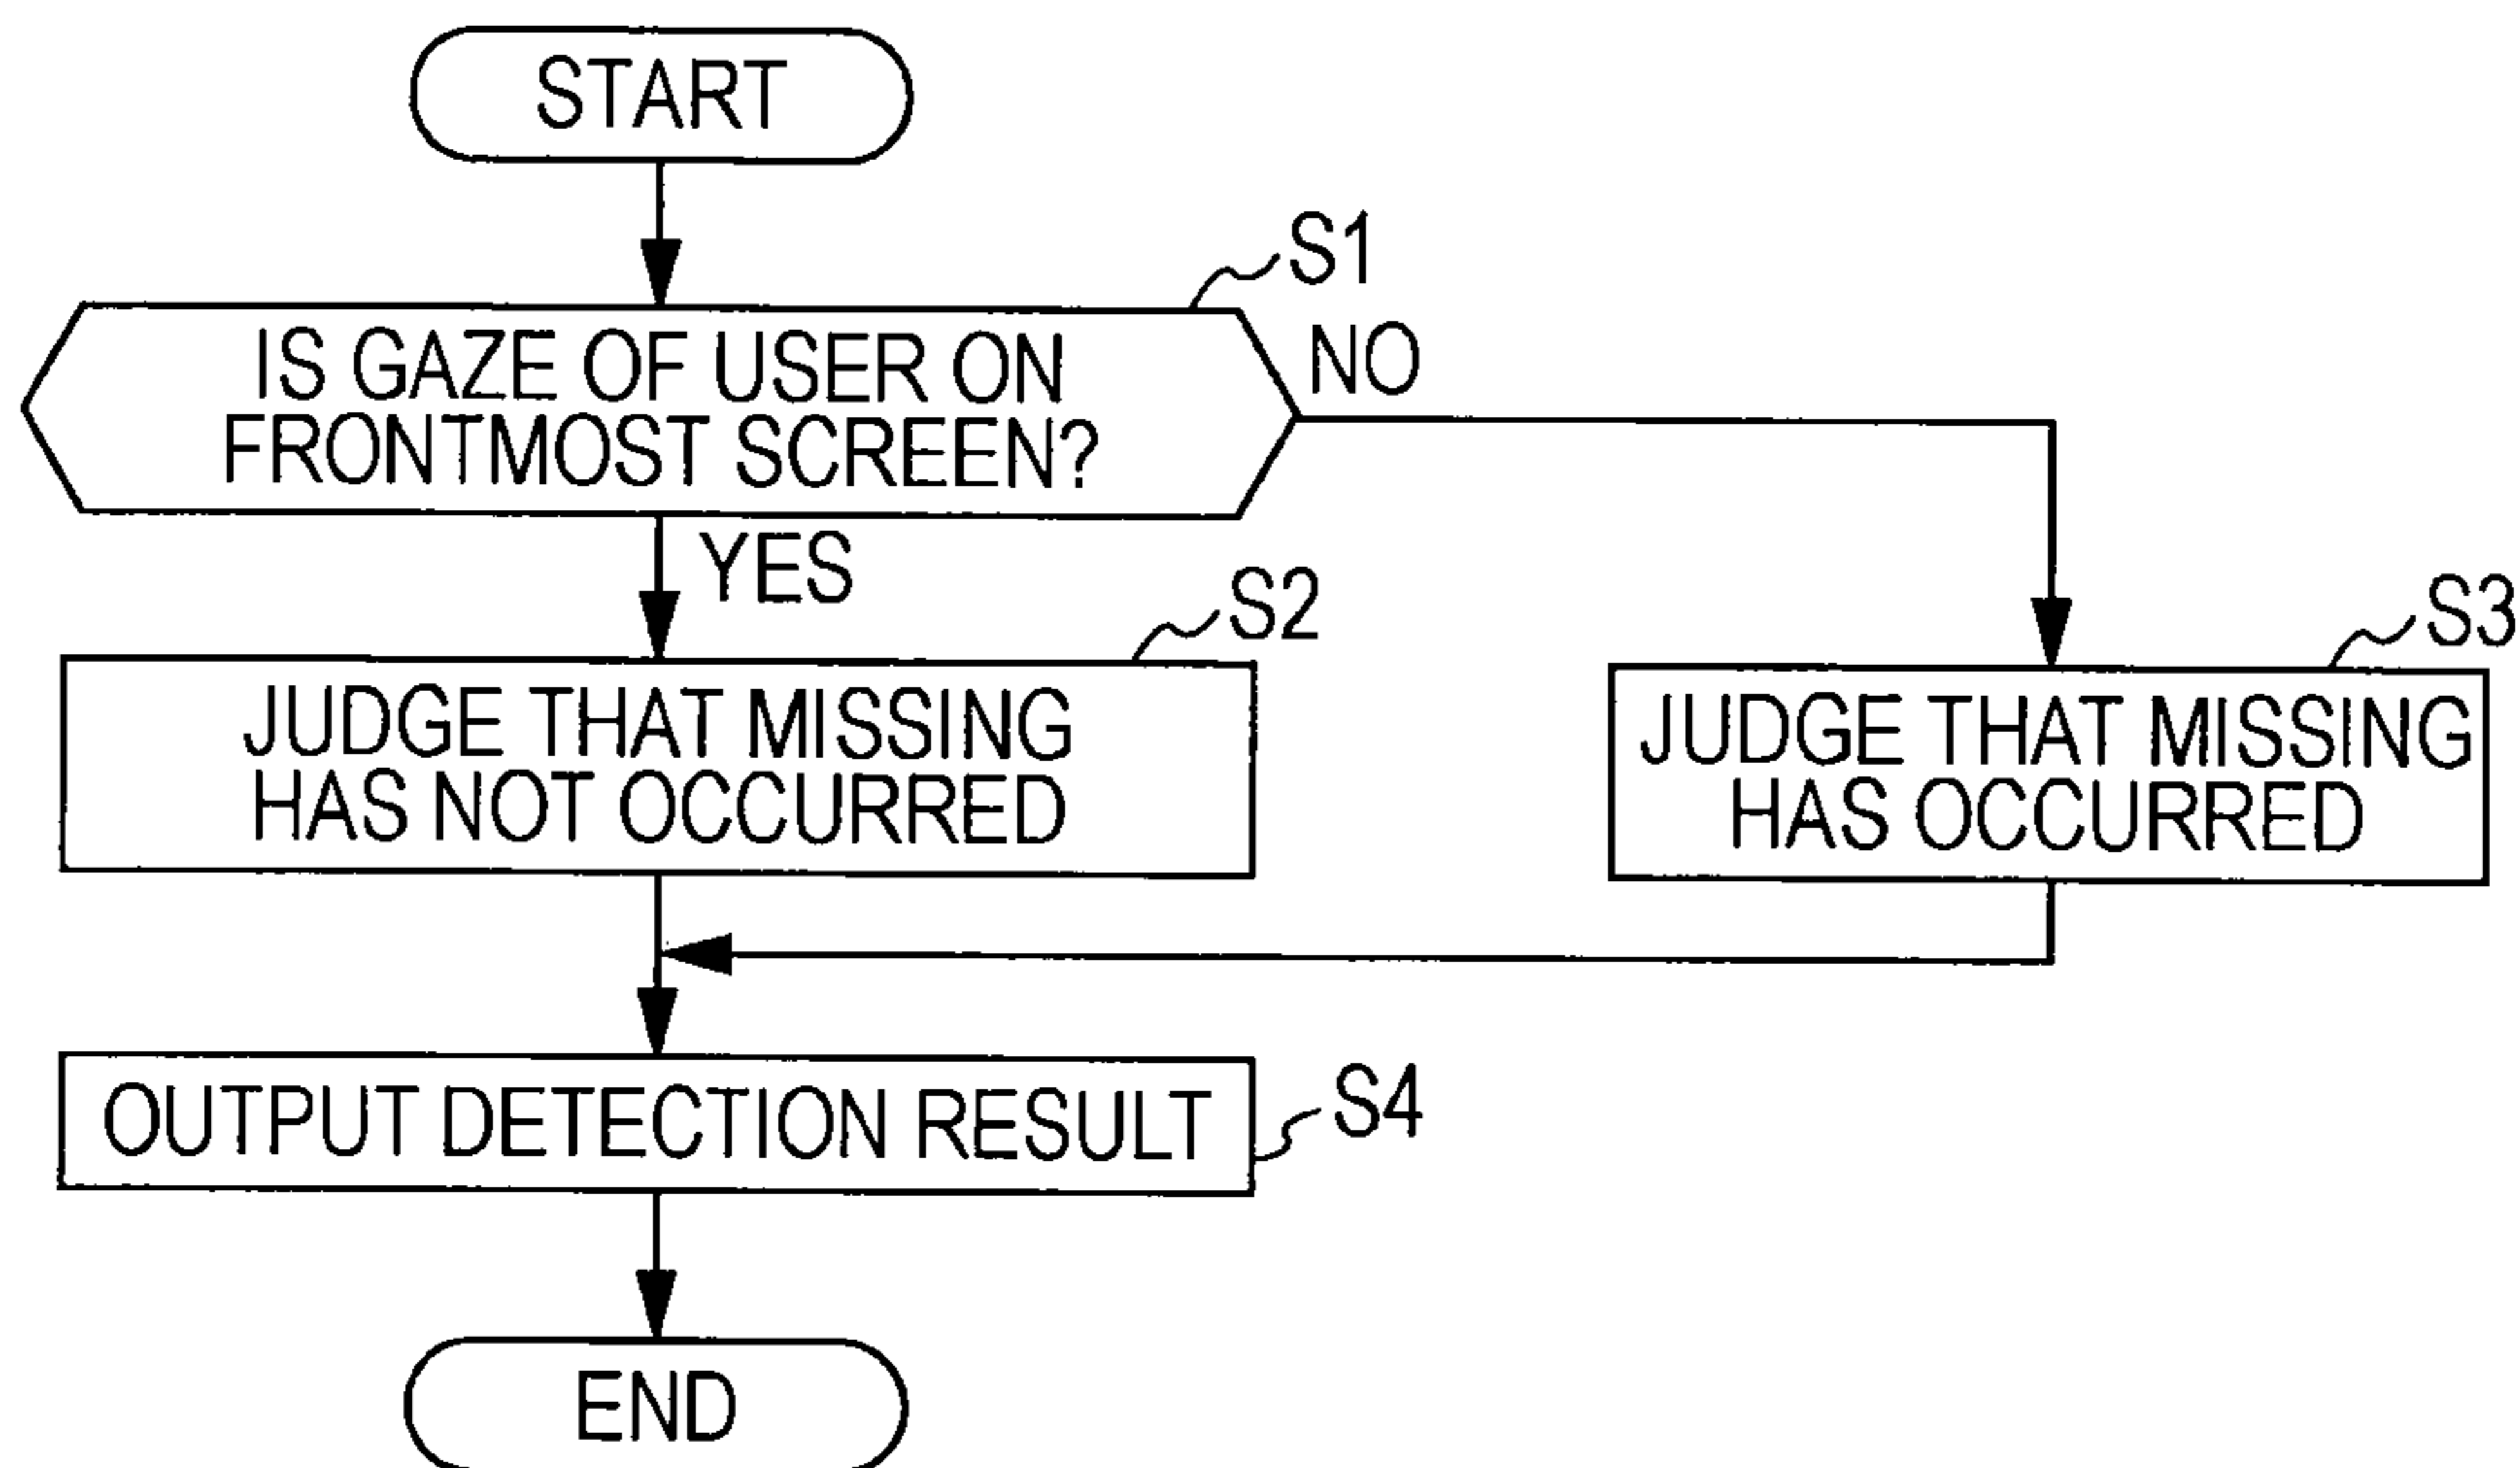 START
S1
IS GAZE OF USER ON
FRONTMOST SCREEN?
NO
YES
S2
JUDGE THAT MISSING
HAS NOT OCCURRED
S3
JUDGE THAT MISSING
HAS OCCURRED
OUTPUT DETECTION RESULT
S4
END